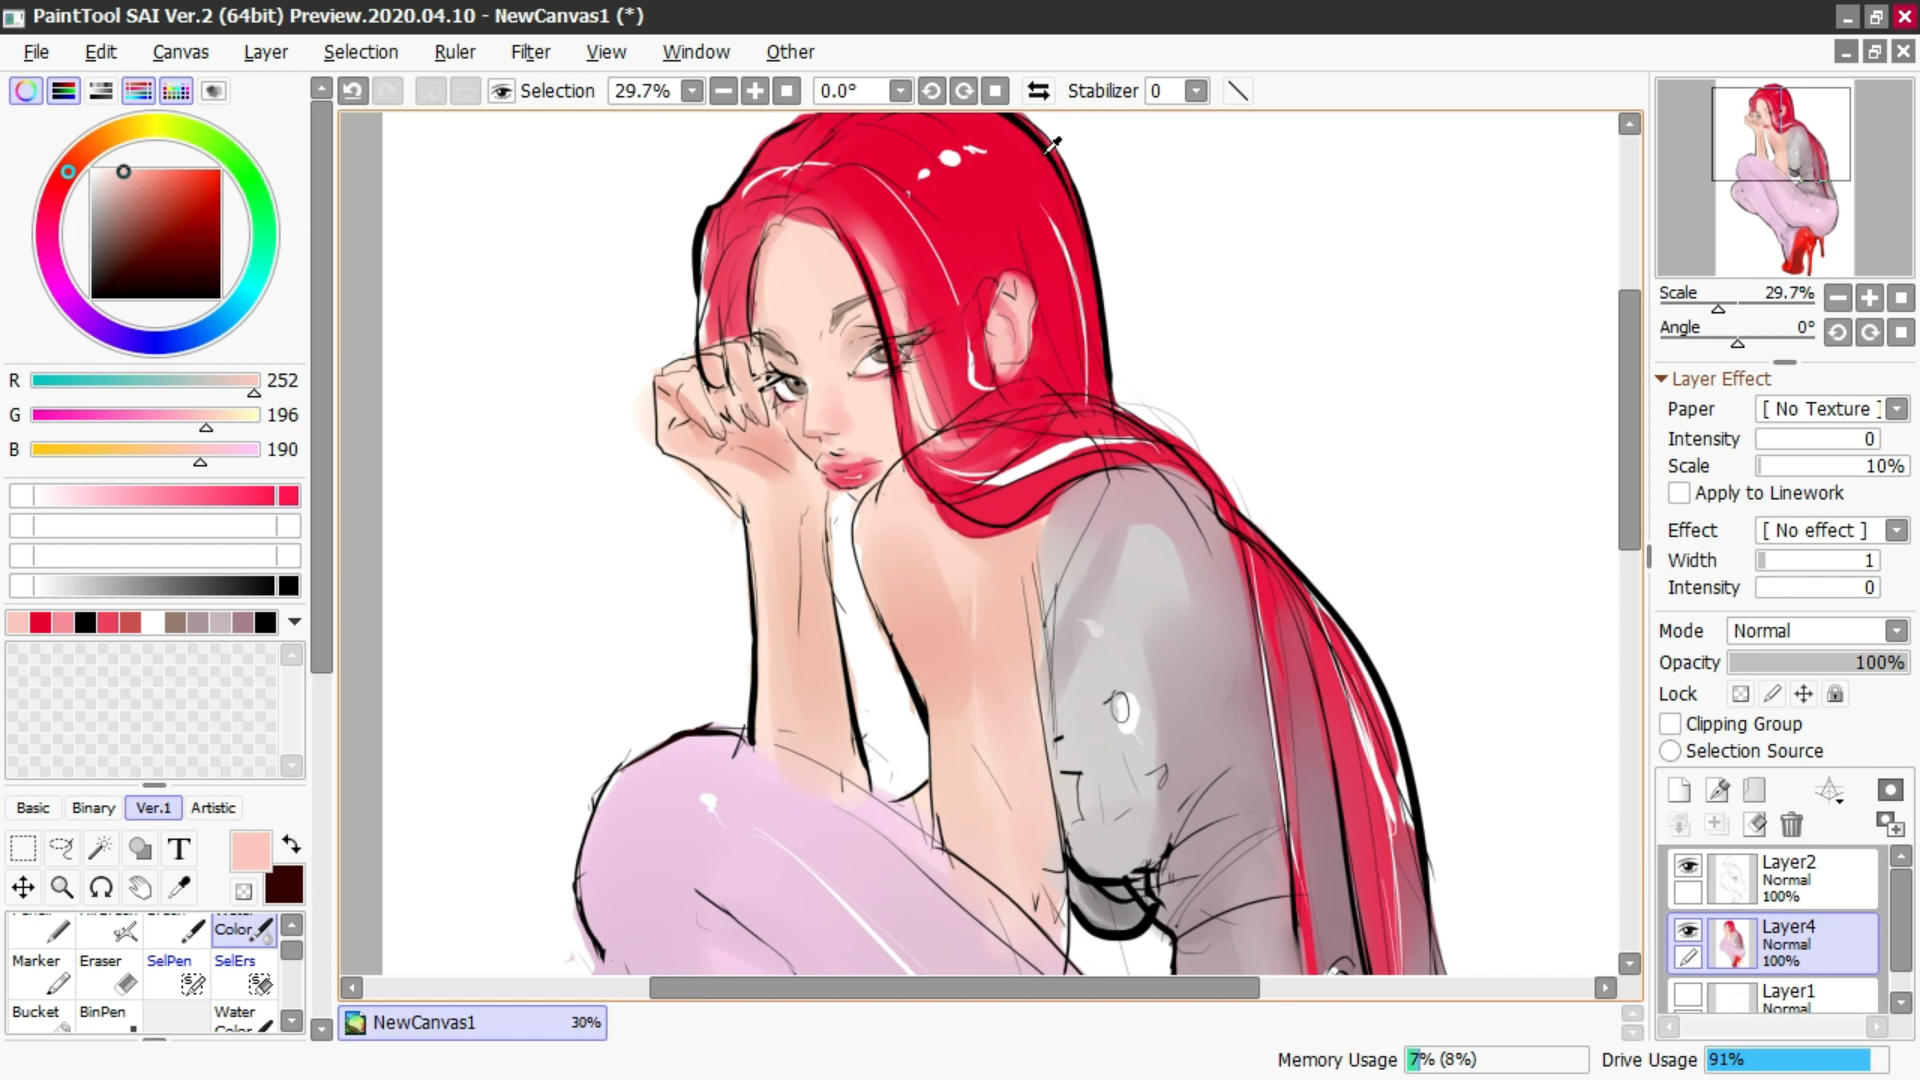 PaintTool SAI Ver.2 (64bit) Preview.2020.04.10 - NewCanvas1 (*)
File Edit Canvas Layer Selection Ruler Filter View Window Other
Selection 29.7% 0.0° Stabilizer 0
R 252
G 196
B 190
Basic Binary Ver.1 Artistic
T
Color
Marker Eraser SelPen SelErs
Bucket BinPen Water
Color
NewCanvas1 30%
Scale 29.7%
Angle 0°
Layer Effect
Paper [ No Texture ]
Intensity 0
Scale 10%
Apply to Linework
Effect [ No effect ]
Width 1
Intensity 0
Mode Normal
Opacity 100%
Lock
Clipping Group
Selection Source
Layer2
Normal
100%
Layer4
Normal
100%
Layer1
Normal
Memory Usage 7% (8%) Drive Usage 91%